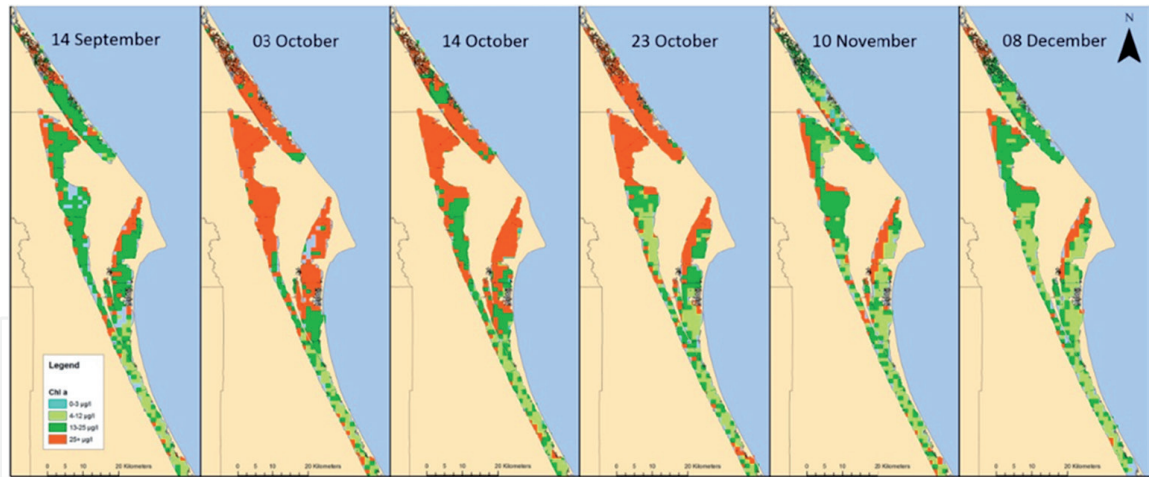 14 September
03 October
14 October
23 October
10 November
08 December
N
Legend
Chl a
0-3 µg/l
4-12 µg/l
13-25 µg/l
25+ µg/l
0 5 10 20 Kilometers
0 5 10 20 Kilometers
0 5 10 20 Kilometers
0 5 10 20 Kilometers
0 5 10 20 Kilometers
0 5 10 20 Kilometers